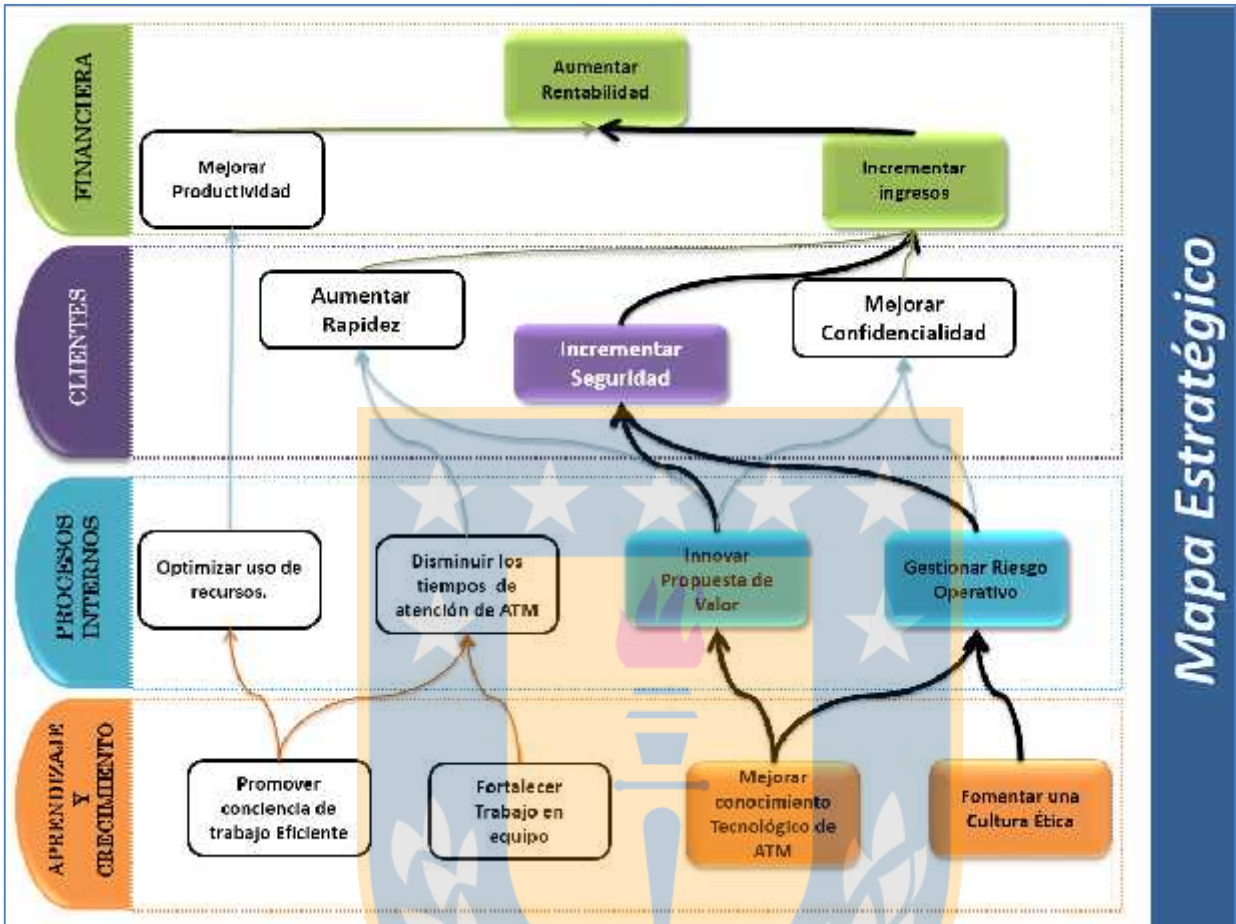 FINANCIERA
Aumentar
Rentabilidad
Mejorar
Productividad
Incrementar
ingresos
CLIENTES
Aumentar
Rapidez
Incrementar
Seguridad
Mejorar
Confidencialidad
PROCESOS
INTERNOS
Optimizar uso de
recursos.
Disminuir los
tiempos de
atención de ATM
Innovar
Propuesta de
Valor
Gestionar Riesgo
Operativo
APRENDIZAJE
Y
CRECIMIENTO
Promover
conciencia de
trabajo Eficiente
Fortalecer
Trabajo en
equipo
Mejorar
conocimiento
Tecnológico de
ATM
Fomentar una
Cultura Ética
Mapa Estratégico